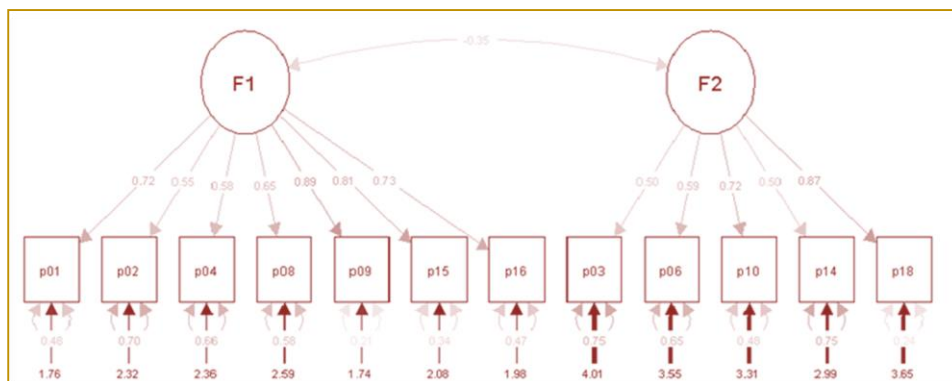 -0.35
F1 F2
0.72 0.55 0.58 0.65 0.89 0.81 0.73 0.50 0.59 0.72 0.50 0.87
p01 p02 p04 p08 p09 p15 p16 p03 p06 p10 p14 p18
0.48 0.70 0.66 0.58 0.21 0.34 0.47 0.75 0.65 0.48 0.75 0.24
1.76 2.32 2.36 2.59 1.74 2.08 1.98 4.01 3.55 3.31 2.99 3.65